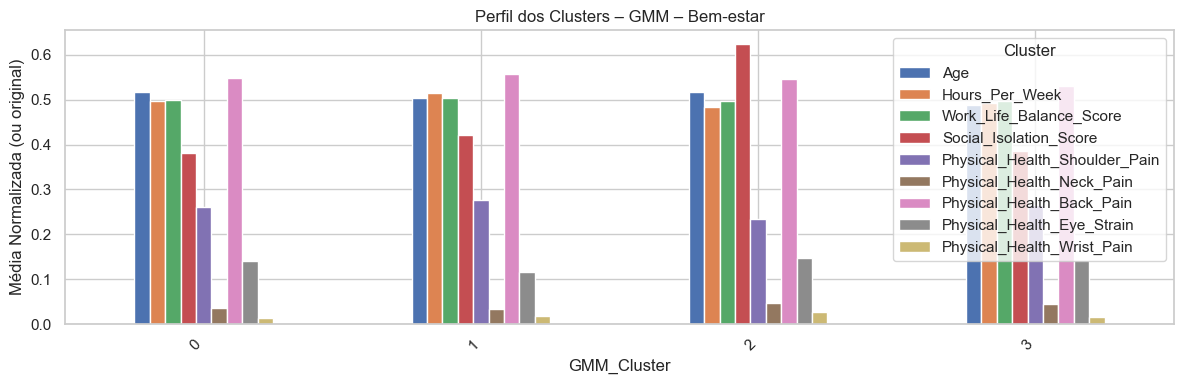 Perfil dos Clusters – GMM – Bem-estar
Média Normalizada (ou original)
0.6
0.5
0.4
0.3
0.2
0.1
0.0
Cluster
Age
Hours_Per_Week
Work_Life_Balance_Score
Social_Isolation_Score
Physical_Health_Shoulder_Pain
Physical_Health_Neck_Pain
Physical_Health_Back_Pain
Physical_Health_Eye_Strain
Physical_Health_Wrist_Pain
0
1
2
3
GMM_Cluster